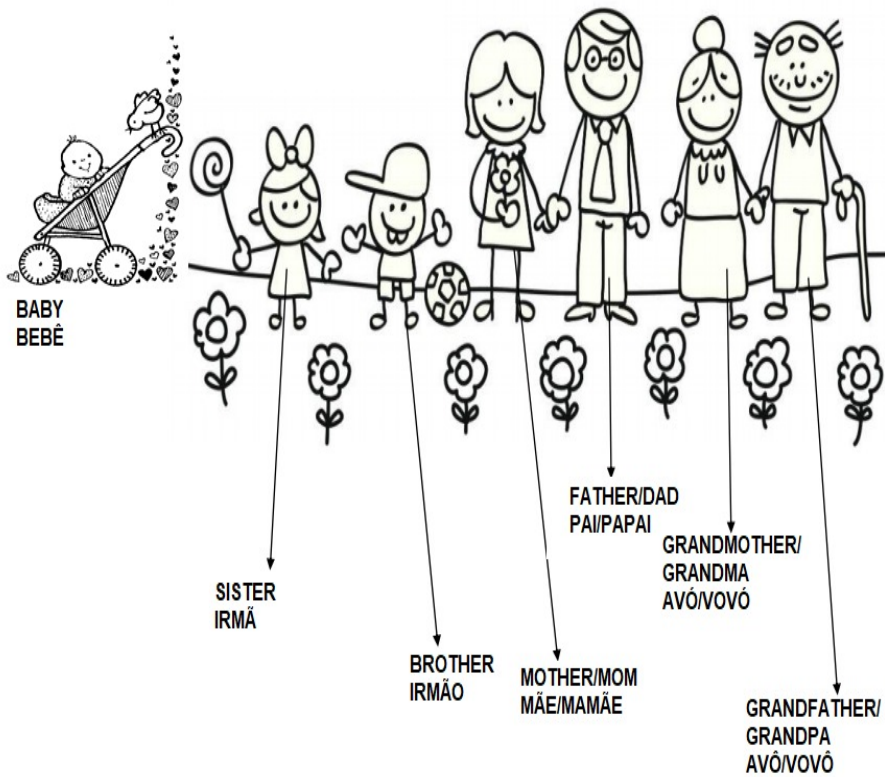 BABY
BEBÊ
SISTER
IRMÃ
BROTHER
IRMÃO
MOTHER/MOM
MÃE/MAMÃE
FATHER/DAD
PAI/PAPAI
GRANDMOTHER/
GRANDMA
AVÓ/VOVÓ
GRANDFATHER/
GRANDPA
AVÔ/VOVÔ